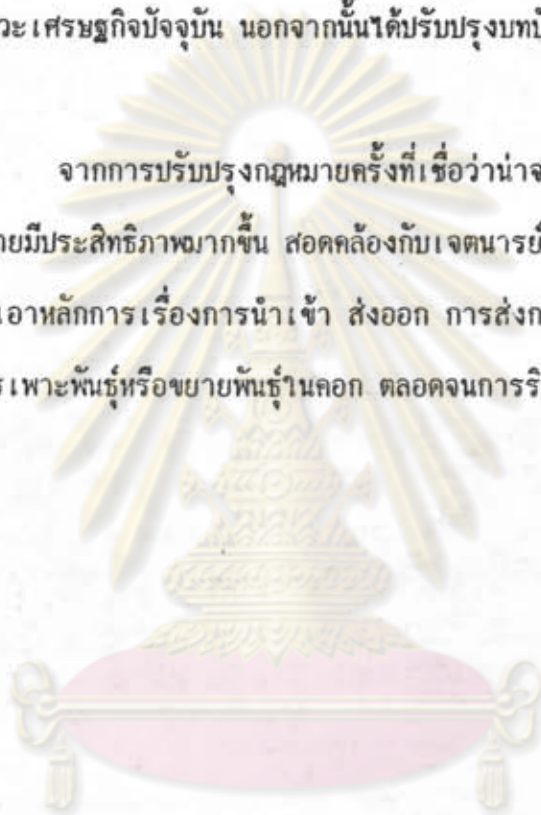 วะเศรษฐกิจปัจจุบัน นอกจากนั้นได้ปรับปรุงบทบั
จากการปรับปรุงกฎหมายครั้งที่เชื่อว่าน่าจ
ายมีประสิทธิภาพมากขึ้น สอดคล้องกับเจตนารย์
เอาหลักการเรื่องการนำเข้า ส่งออก การส่งก
รเพาะพันธุ์หรือขยายพันธุ์ในคอก ตลอดจนการริ